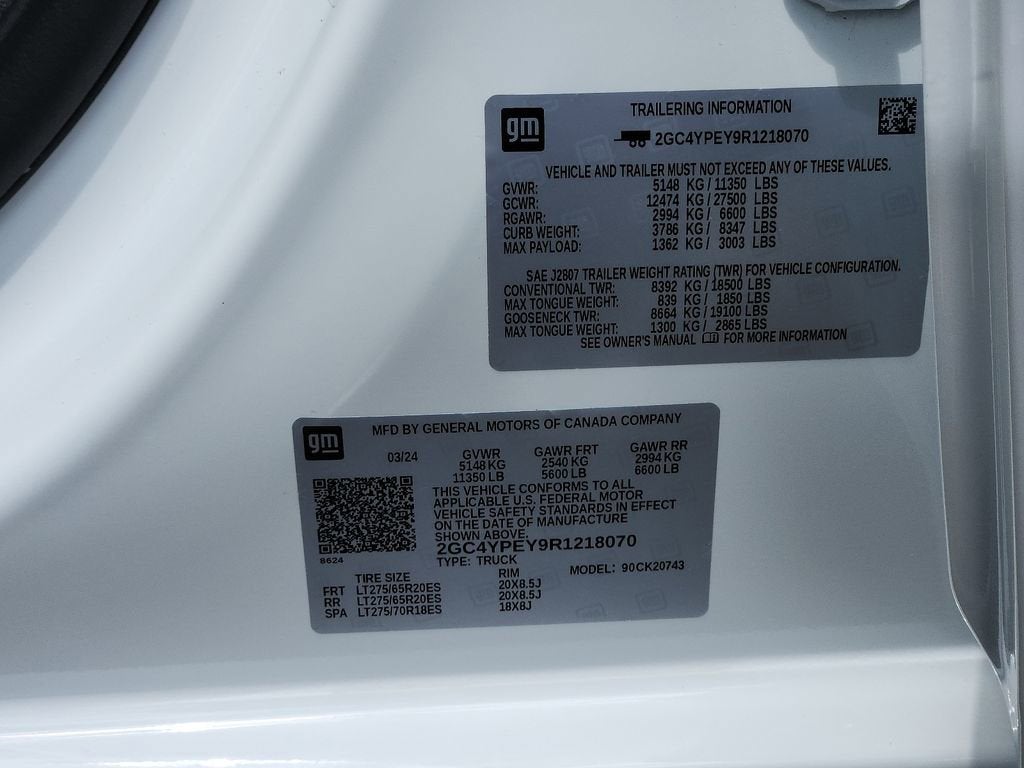 gm
TRAILERING INFORMATION
2GC4YPEY9R1218070
VEHICLE AND TRAILER MUST NOT EXCEED ANY OF THESE VALUES.
GVWR: 5148 KG / 11350 LBS
GCWR: 12474 KG / 27500 LBS
RGAWR: 2994 KG / 6600 LBS
CURB WEIGHT: 3786 KG / 8347 LBS
MAX PAYLOAD: 1362 KG / 3003 LBS
SAE J2807 TRAILER WEIGHT RATING (TWR) FOR VEHICLE CONFIGURATION.
CONVENTIONAL TWR: 8392 KG / 18500 LBS
MAX TONGUE WEIGHT: 839 KG / 1850 LBS
GOOSENECK TWR: 8664 KG / 19100 LBS
MAX TONGUE WEIGHT: 1300 KG / 2865 LBS
SEE OWNER'S MANUAL FOR MORE INFORMATION
gm
MFD BY GENERAL MOTORS OF CANADA COMPANY
03/24 GVWR GAWR FRT GAWR RR
5148 KG 2540 KG 2994 KG
11350 LB 5600 LB 6600 LB
THIS VEHICLE CONFORMS TO ALL
APPLICABLE U.S. FEDERAL MOTOR
VEHICLE SAFETY STANDARDS IN EFFECT
ON THE DATE OF MANUFACTURE
SHOWN ABOVE.
2GC4YPEY9R1218070
8624
TYPE: TRUCK
MODEL: 90CK20743
TIRE SIZE RIM
FRT LT275/65R20ES 20X8.5J
RR LT275/65R20ES 20X8.5J
SPA LT275/70R18ES 18X8J